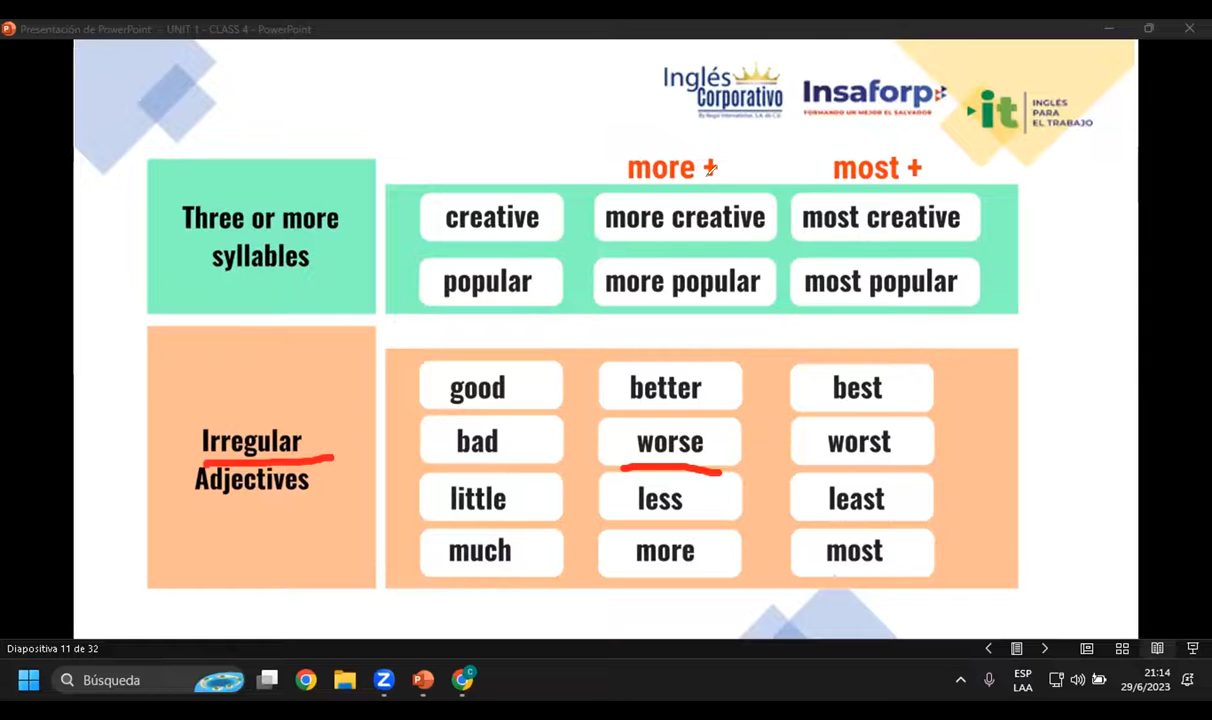 Presentación de PowerPoint - UNIT 1 - CLASS 4 - PowerPoint
Inglés
Corporativo
Insaforp
FORMANDO UN MEJOR EL SALVADOR
it
INGLÉS
PARA
EL TRABAJO
more +
most +
Three or more
syllables
creative
more creative
most creative
popular
more popular
most popular
Irregular
Adjectives
good
better
best
bad
worse
worst
little
less
least
much
more
most
Diapositiva 11 de 32
Búsqueda
ESP
LAA
21:14
29/6/2023